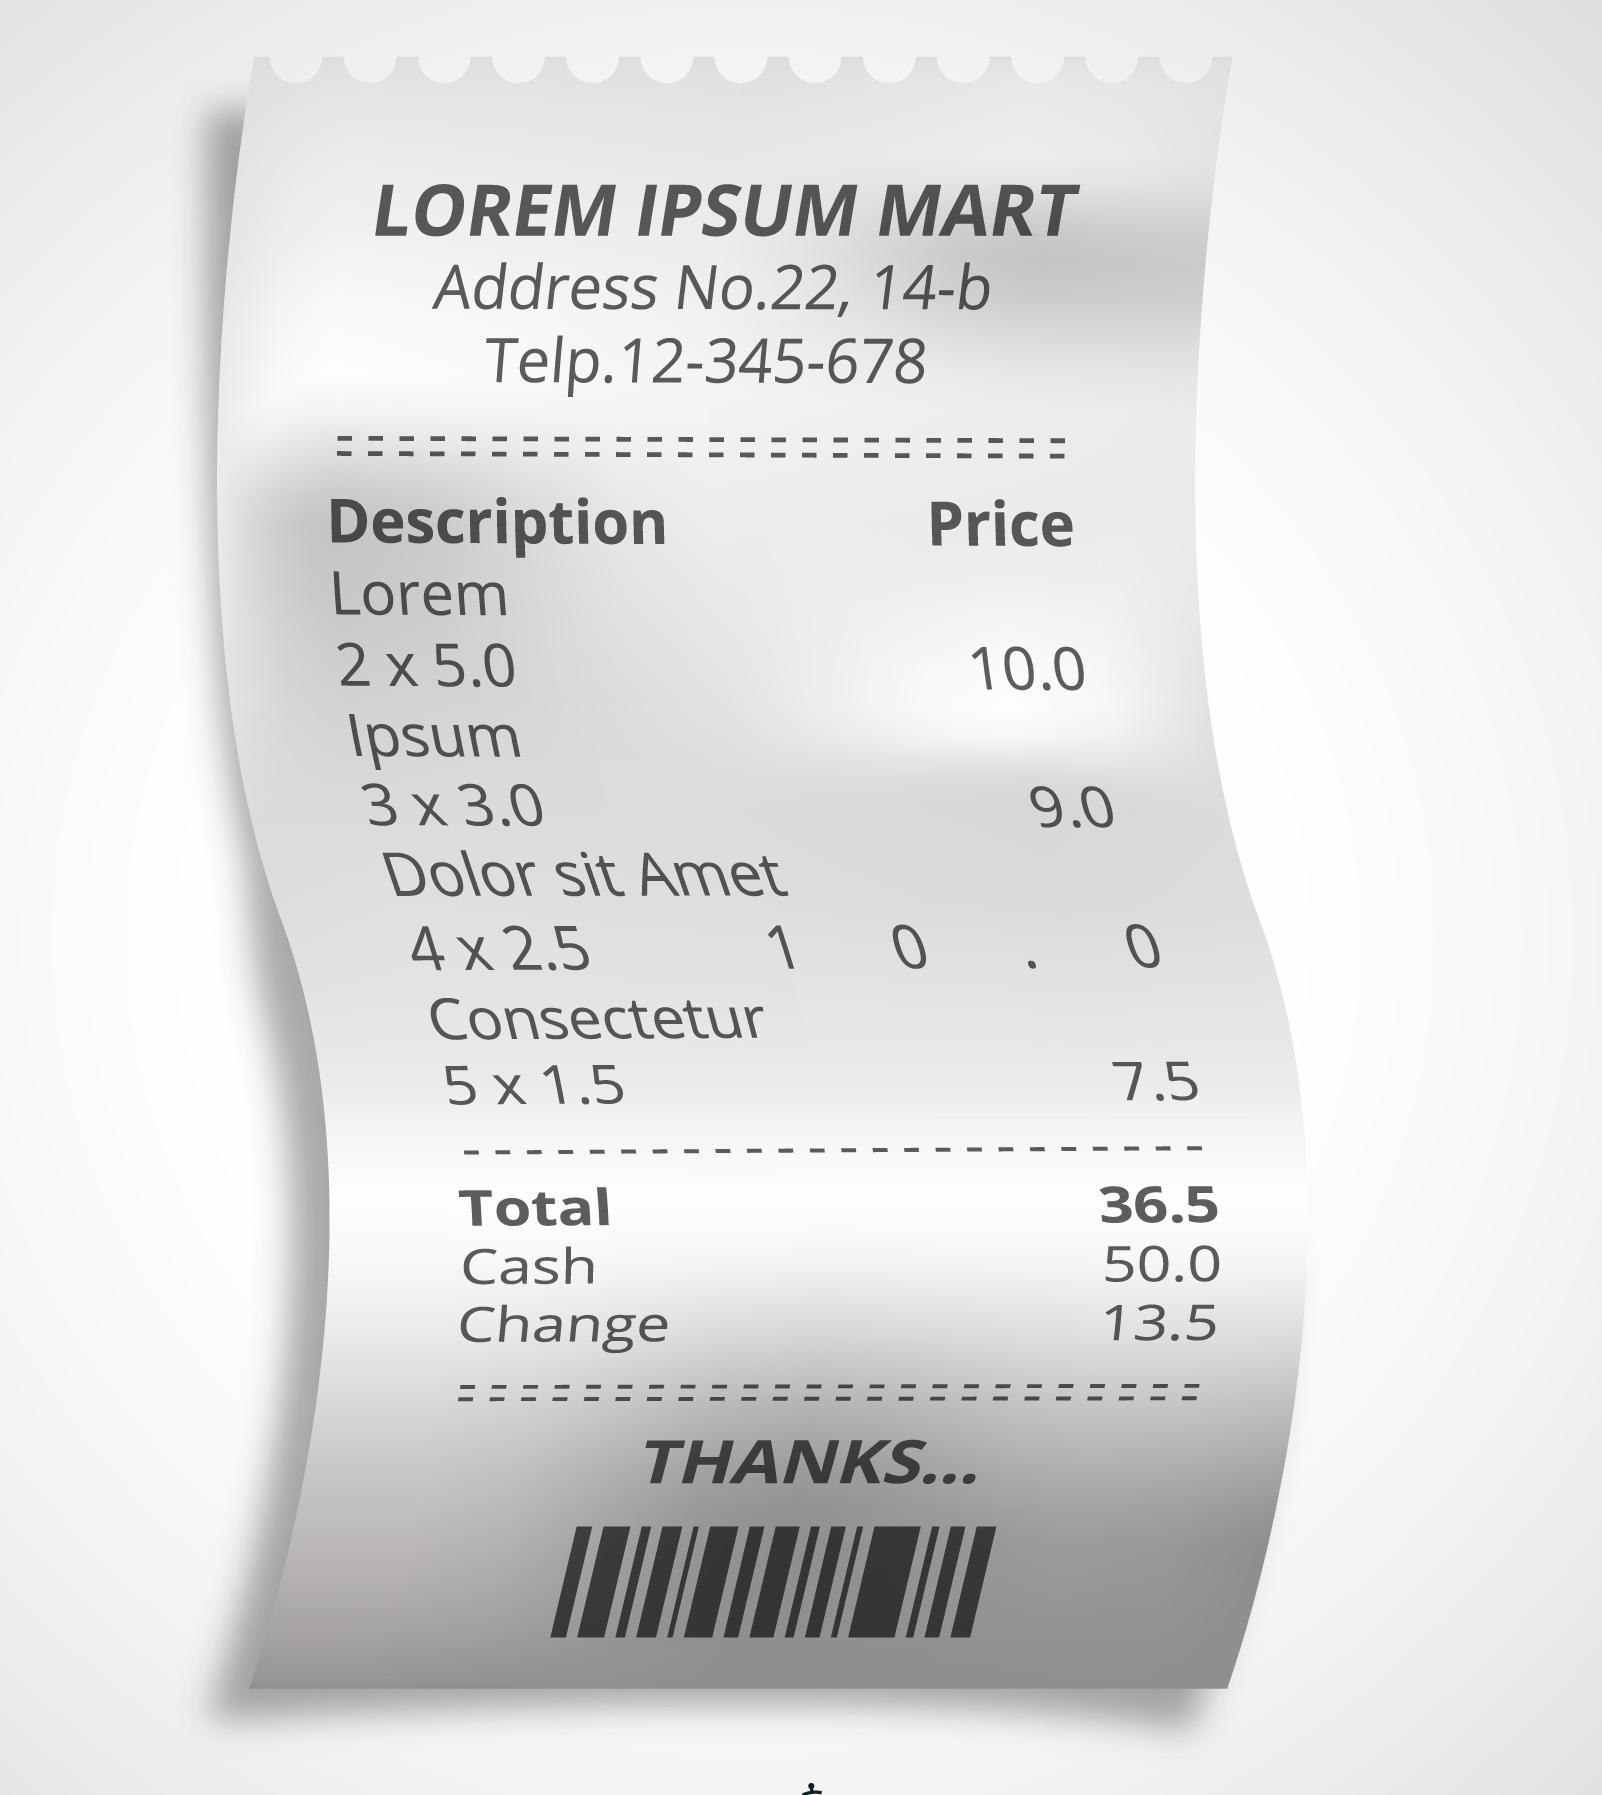 LOREM IPSUM MART
Address No.22, 14-b
Telp.12-345-678
========================
Description Price
Lorem
2 x 5.0 10.0
Ipsum
3 x 3.0 9.0
Dolor sit Amet
4 x 2.5 1 0 . 0
Consectetur
5 x 1.5 7.5
------------------------
Total 36.5
Cash 50.0
Change 13.5
========================
THANKS...